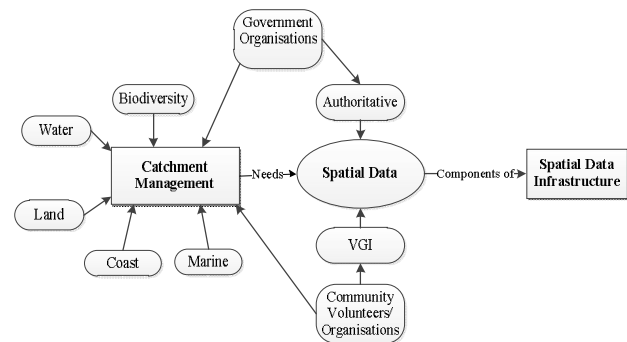 Government
Organisations
Biodiversity
Authoritative
Water
Catchment
Management
Needs
Spatial Data
Components of
Spatial Data
Infrastructure
Land
VGI
Coast
Marine
Community
Volunteers/
Organisations